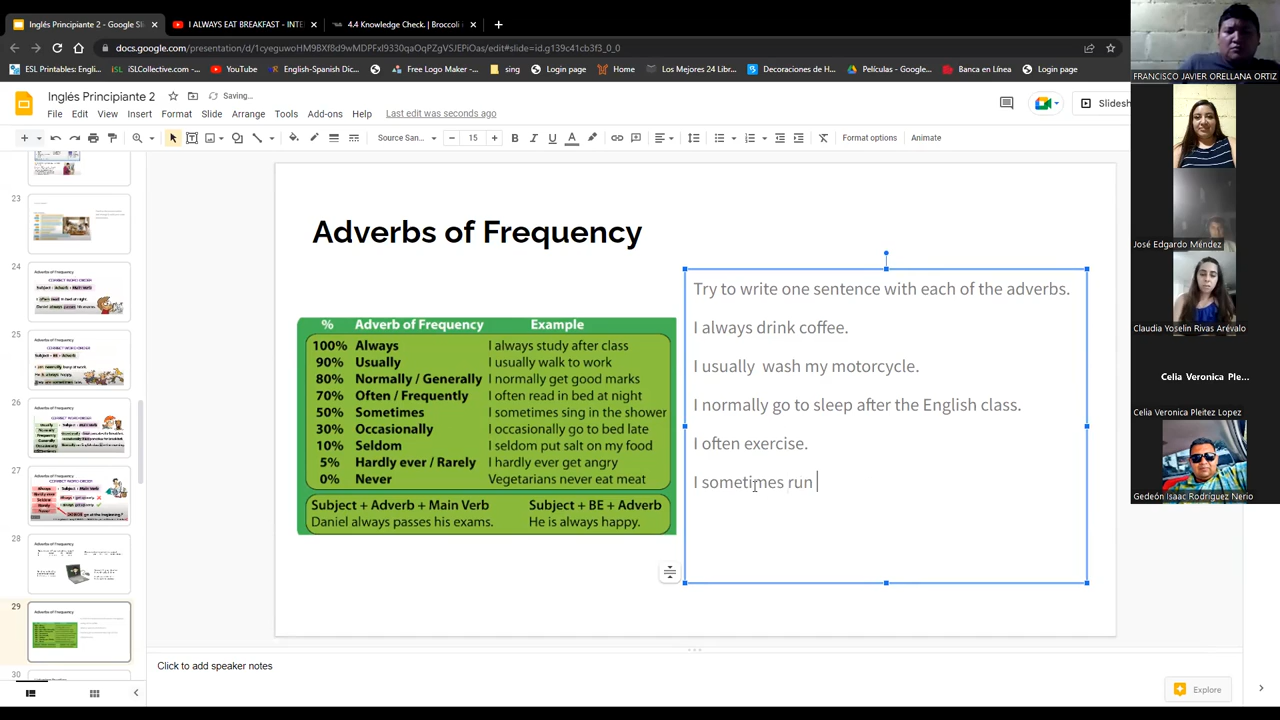 Inglés Principiante 2 - Google Sli
I ALWAYS EAT BREAKFAST - INTE
4.4 Knowledge Check. | Broccoli
docs.google.com/presentation/d/1cyeguwoHM9BXf8d9wMDPFxl9330qaOqPZgVSJEPiOas/edit#slide=id.g139c41cb3f3_0_0
ESL Printables: Engli...
iSLCollective.com -...
YouTube
English-Spanish Dic...
Free Logo Maker -...
sing
Login page
Home
Los Mejores 24 Libr...
Decoraciones de H...
Películas - Google...
Banca en Línea
Login page
Inglés Principiante 2
Saving...
File Edit View Insert Format Slide Arrange Tools Add-ons Help Last edit was seconds ago
Slidesh
Source San...
15
Format options
Animate
23
24
25
26
27
28
29
30
Adverbs of Frequency
% Adverb of Frequency Example
100% Always I always study after class
90% Usually I usually walk to work
80% Normally / Generally I normally get good marks
70% Often / Frequently I often read in bed at night
50% Sometimes I sometimes sing in the shower
30% Occasionally I occasionally go to bed late
10% Seldom I seldom put salt on my food
5% Hardly ever / Rarely I hardly ever get angry
0% Never Vegetarians never eat meat
Subject + Adverb + Main Verb Subject + BE + Adverb
Daniel always passes his exams. He is always happy.
Try to write one sentence with each of the adverbs.
I always drink coffee.
I usually  wash my motorcycle.
I normally go to sleep after the English class.
I often exercise.
I sometimes run
Click to add speaker notes
Explore
FRANCISCO JAVIER ORELLANA ORTIZ
José Edgardo Méndez
Claudia Yoselin Rivas Arévalo
Celia Veronica Ple...
Celia Veronica Pleitez Lopez
Gedeón Isaac Rodríguez Nerio